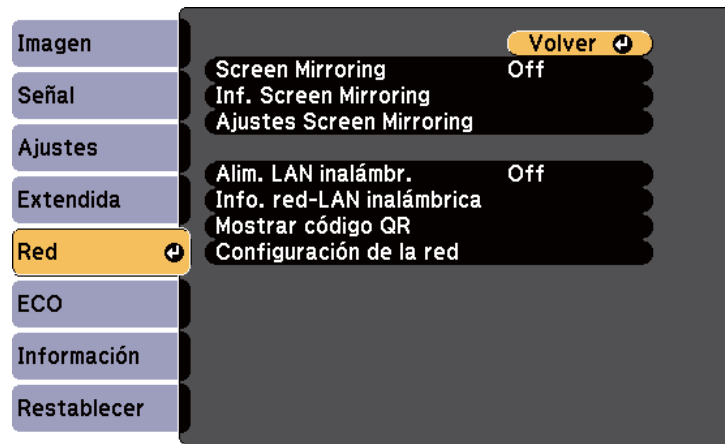 Imagen
Señal
Ajustes
Extendida
Red
ECO
Información
Restablecer
Volver
Screen Mirroring Off
Inf. Screen Mirroring
Ajustes Screen Mirroring
Alim. LAN inalámbr. Off
Info. red-LAN inalámbrica
Mostrar código QR
Configuración de la red